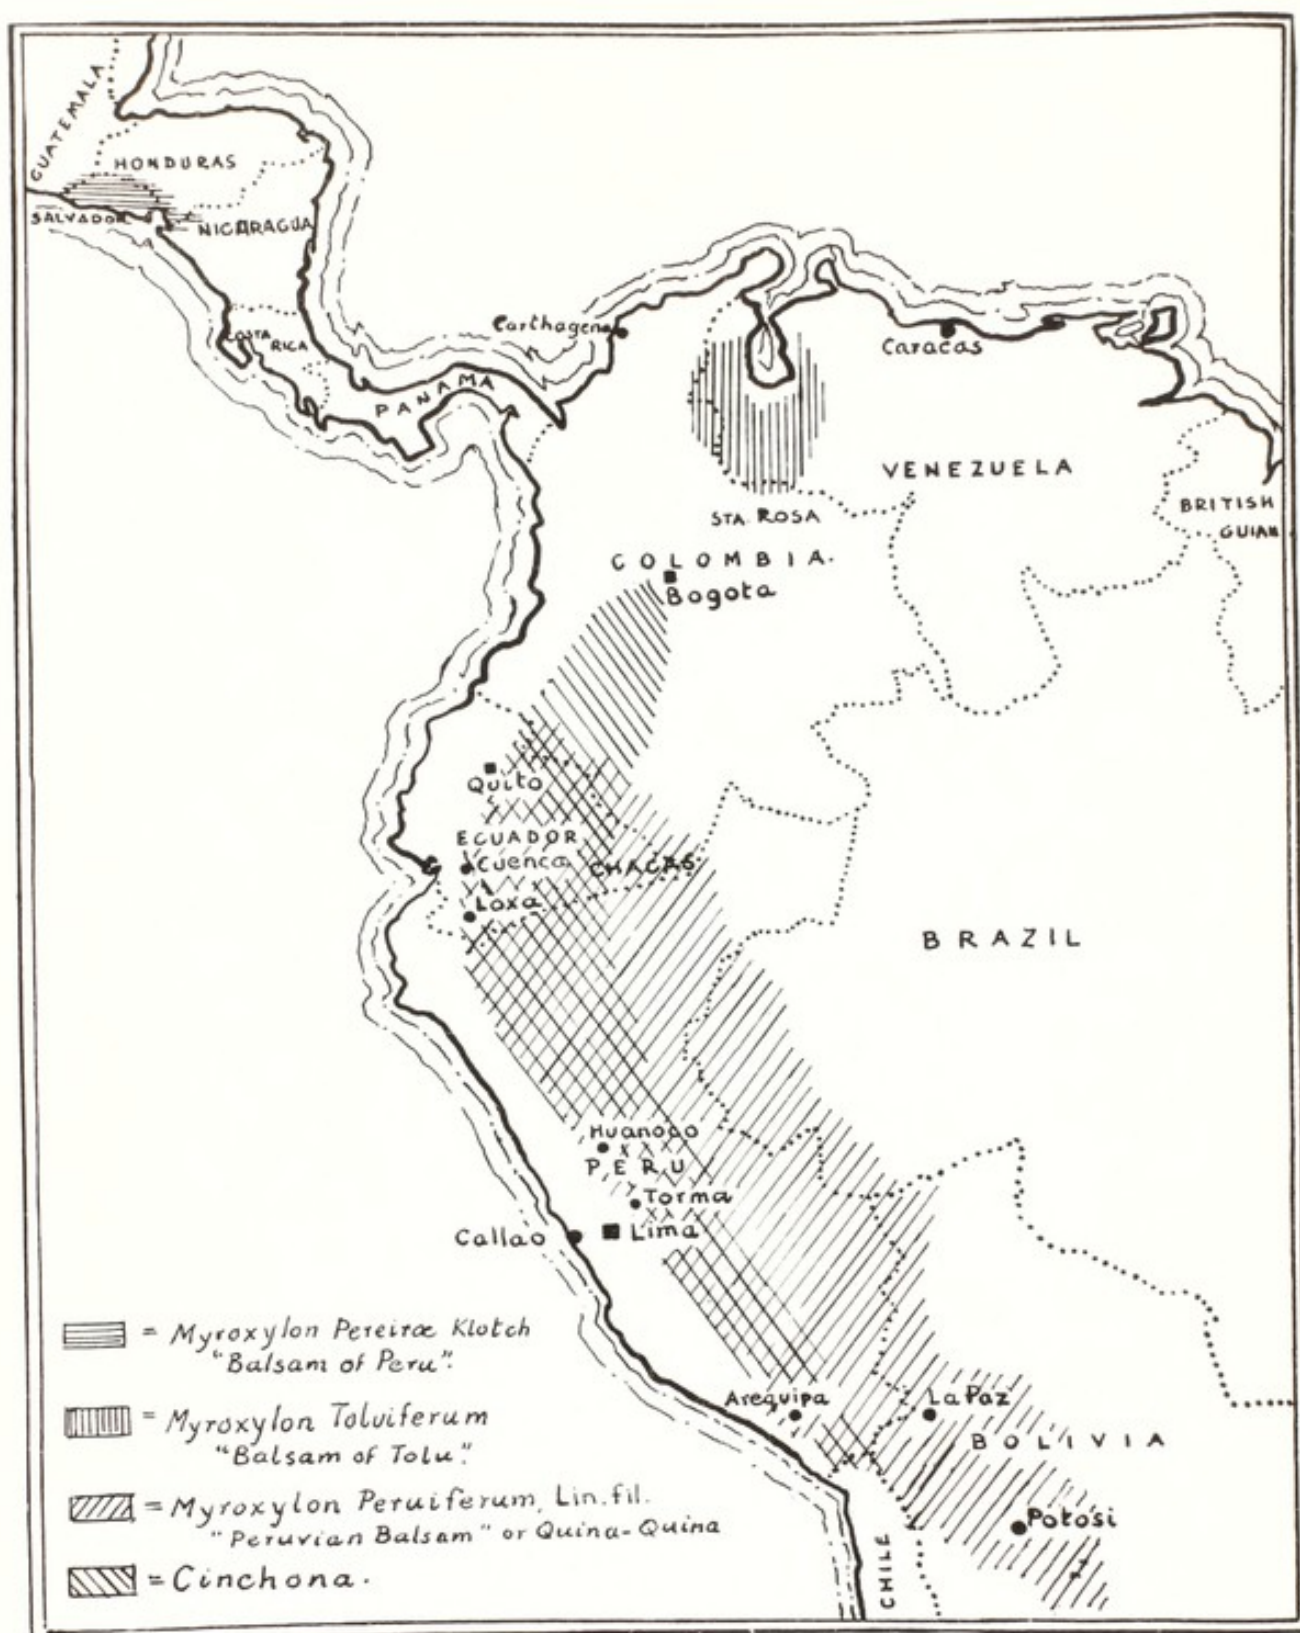 GUATEMALA
HONDURAS
SALVADOR
NICARAGUA
COSTA
RICA
PANAMA
Carthagena
Caracas
VENEZUELA
BRITISH
GUIAN
STA. ROSA
COLOMBIA.
Bogota
Quito
ECUADOR
Cuenca
CHACAS
Loxa
BRAZIL
Huanoco
PERU
Torma
Lima
Callao
Arequipa
La Paz
BOLIVIA
Potosi
CHILE
= Myroxylon Pereiræ Klotch
"Balsam of Peru".
= Myroxylon Toluiferum
"Balsam of Tolu".
= Myroxylon Peruiferum, Lin. fil.
"Peruvian Balsam" or Quina-Quina
= Cinchona.